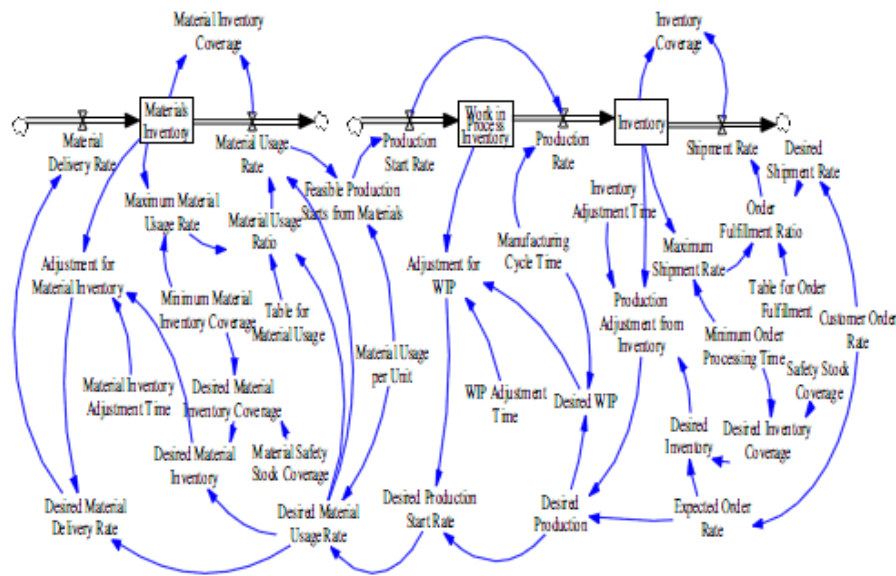 Material Inventory
Coverage
Inventory
Coverage
Materials
Inventory
Work in
Process
Inventory
Inventory
Material
Delivery Rate
Material Usage
Rate
Production
Start Rate
Production
Rate
Shipment Rate
Desired
Shipment Rate
Maximum Material
Usage Rate
Material Usage
Ratio
Feasible Production
Starts from Materials
Inventory
Adjustment Time
Order
Fulfillment Ratio
Adjustment for
Material Inventory
Manufacturing
Cycle Time
Adjustment for
WIP
Maximum
Shipment Rate
Minimum Material
Inventory Coverage
Table for
Material Usage
Production
Adjustment from
Inventory
Table for Order
Fulfillment
Customer Order
Rate
Minimum Order
Processing Time
Material Usage
per Unit
Material Inventory
Adjustment Time
Desired Material
Inventory Coverage
WIP Adjustment
Time
Desired WIP
Safety Stock
Coverage
Desired
Inventory
Desired Inventory
Coverage
Desired Material
Inventory
Material Safety
Stock Coverage
Desired Material
Delivery Rate
Desired Material
Usage Rate
Desired Production
Start Rate
Desired
Production
Expected Order
Rate